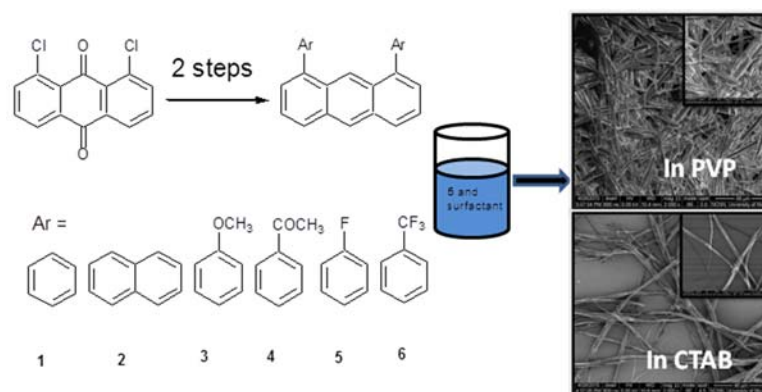 Cl O Cl
O
2 steps
Ar Ar
Ar =
OCH3 COCH3 F CF3
1 2 3 4 5 6
6 and
surfactant
In PVP
In CTAB